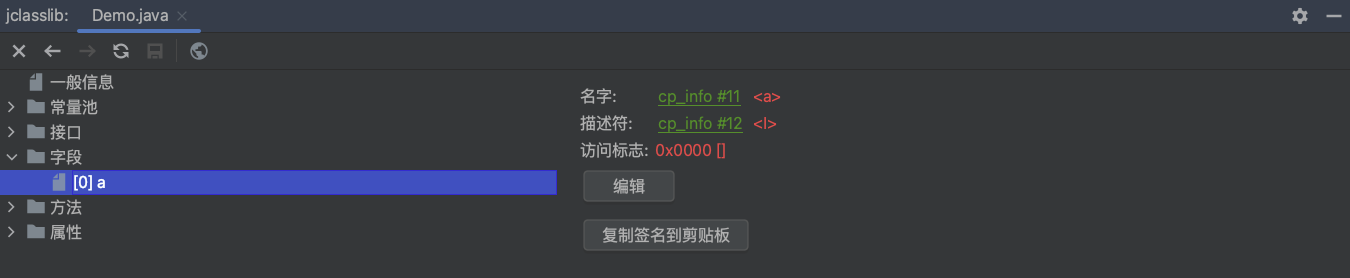 jclasslib: Demo.java
一般信息
常量池
接口
字段
[0] a
方法
属性
名字: cp_info #11 <a>
描述符: cp_info #12 <I>
访问标志: 0x0000 []
编辑
复制签名到剪贴板